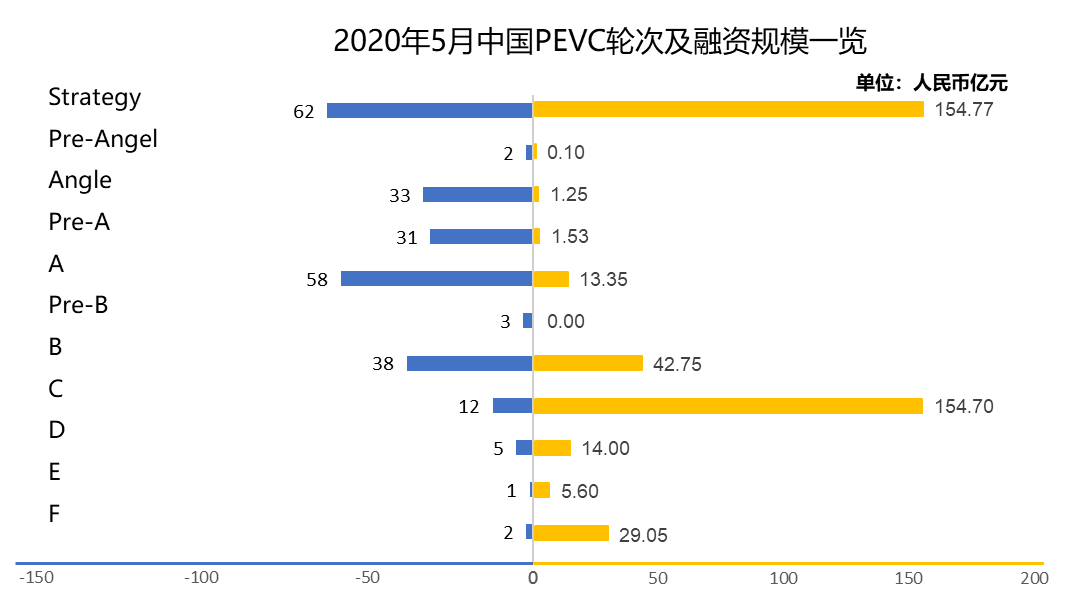 2020年5月中国PEVC轮次及融资规模一览
单位：人民币亿元
Strategy 62 154.77
Pre-Angel 2 0.10
Angle 33 1.25
Pre-A 31 1.53
A 58 13.35
Pre-B 3 0.00
B 38 42.75
C 12 154.70
D 5 14.00
E 1 5.60
F 2 29.05
-150 -100 -50 0 50 100 150 200